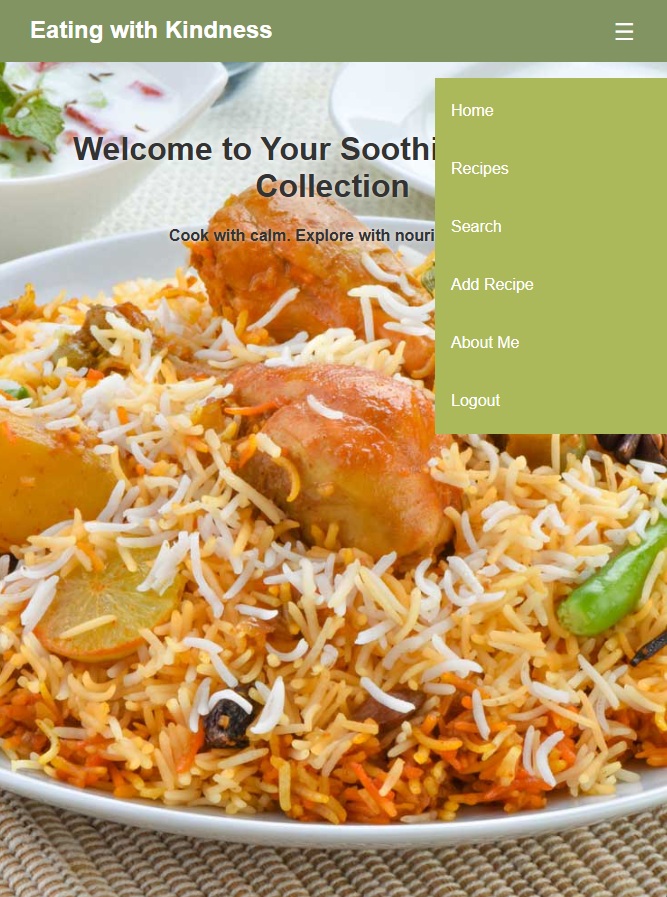 Eating with Kindness ☰
Welcome to Your Soothi
Collection
Cook with calm. Explore with nouri
Home
Recipes
Search
Add Recipe
About Me
Logout